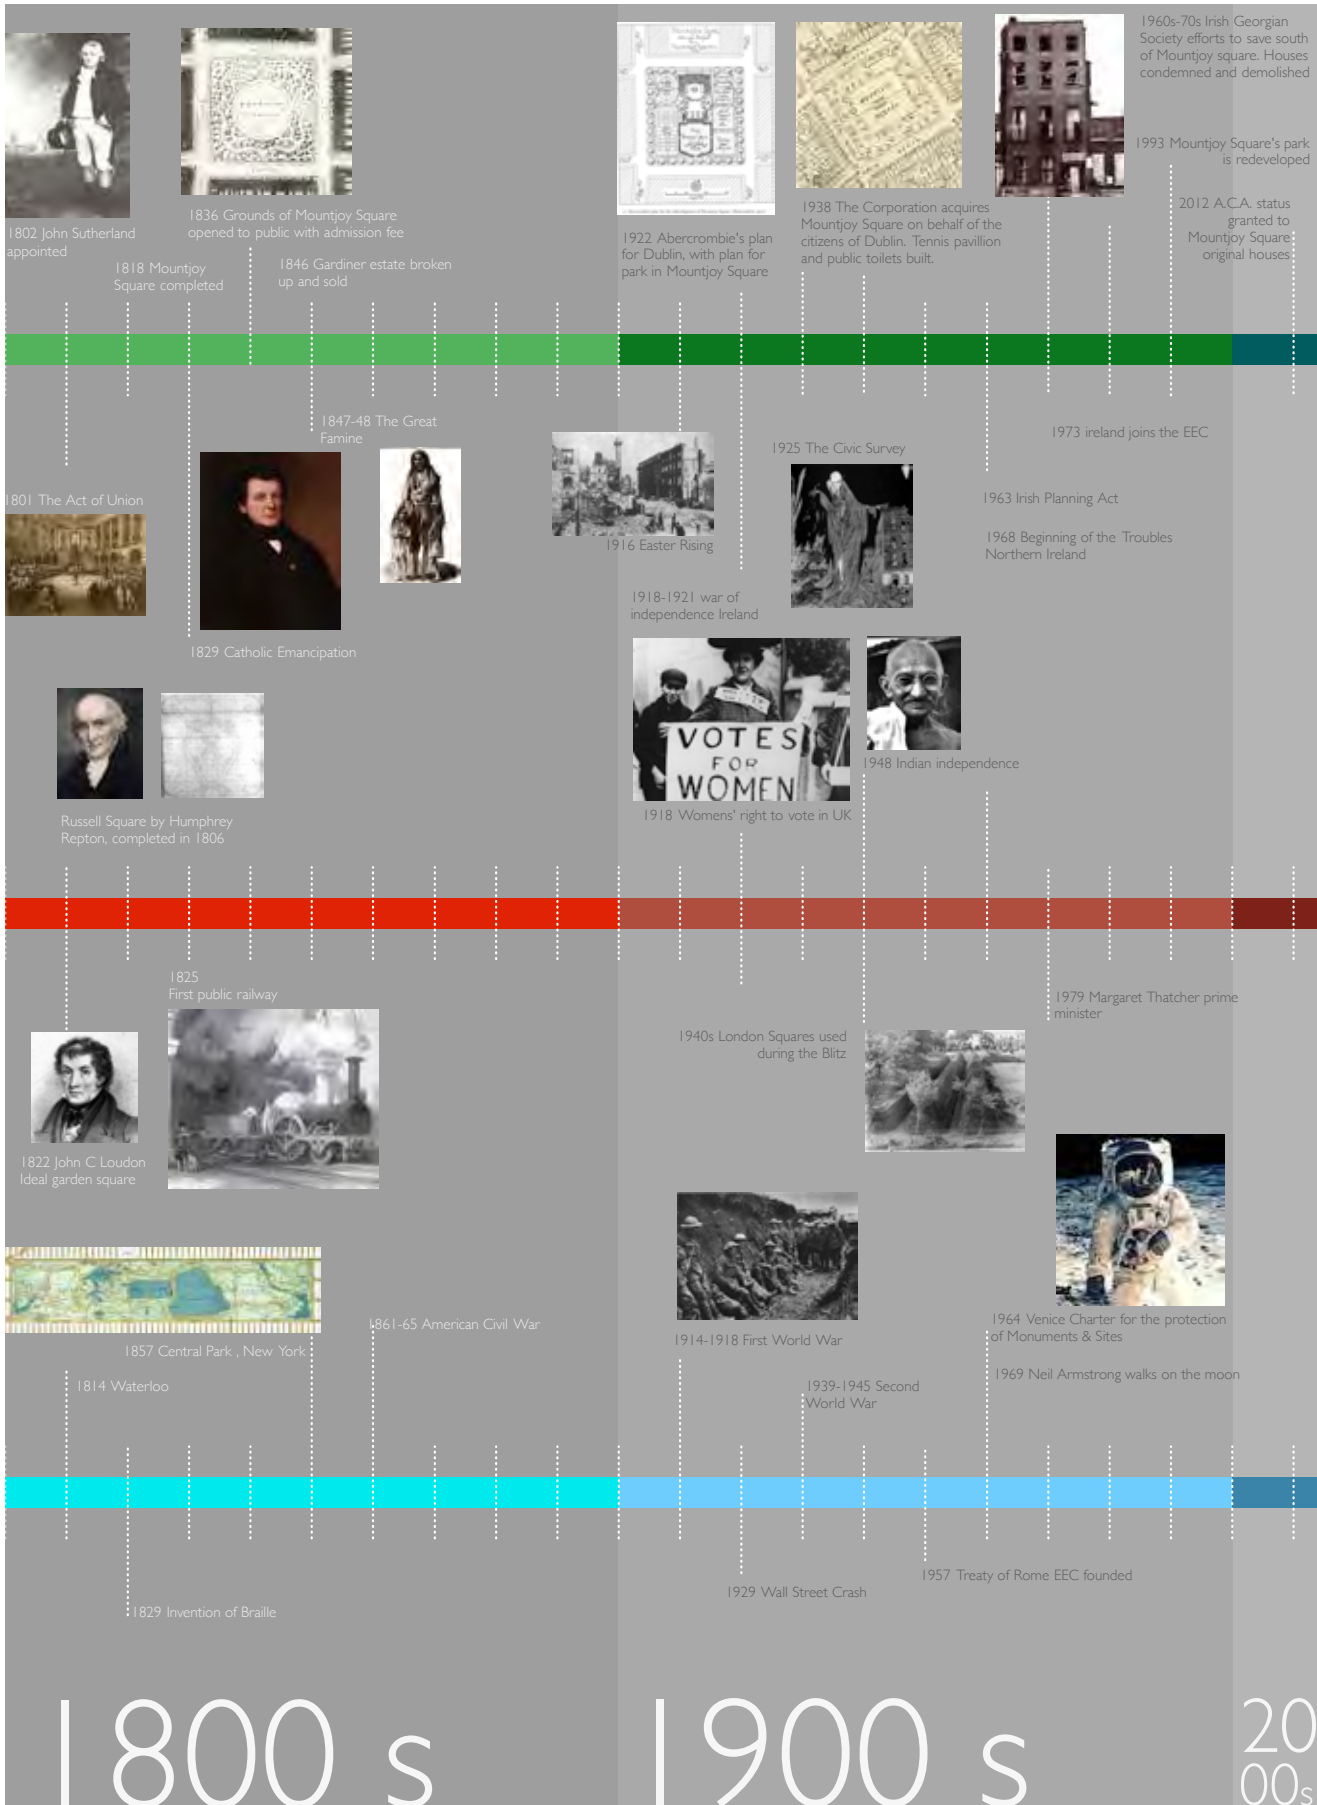 1960s-70s Irish Georgian
Society efforts to save south
of Mountjoy square. Houses
condemned and demolished
1993 Mountjoy Square's park
is redeveloped
2012 A.C.A. status
granted to
Mountjoy Square
original houses
1802 John Sutherland
appointed
1836 Grounds of Mountjoy Square
opened to public with admission fee
1818 Mountjoy
Square completed
1846 Gardiner estate broken
up and sold
1922 Abercrombie's plan
for Dublin, with plan for
park in Mountjoy Square
1938 The Corporation acquires
Mountjoy Square on behalf of the
citizens of Dublin. Tennis pavillion
and public toilets built.
1847-48 The Great
Famine
1801 The Act of Union
1829 Catholic Emancipation
1916 Easter Rising
1925 The Civic Survey
1973 ireland joins the EEC
1963 Irish Planning Act
1968 Beginning of the Troubles
Northern Ireland
1918-1921 war of
independence Ireland
VOTES
FOR
WOMEN
1948 Indian independence
1918 Womens' right to vote in UK
Russell Square by Humphrey
Repton, completed in 1806
1825
First public railway
1822 John C Loudon
Ideal garden square
1979 Margaret Thatcher prime
minister
1940s London Squares used
during the Blitz
1857 Central Park , New York
1861-65 American Civil War
1814 Waterloo
1914-1918 First World War
1939-1945 Second
World War
1964 Venice Charter for the protection
of Monuments & Sites
1969 Neil Armstrong walks on the moon
1829 Invention of Braille
1929 Wall Street Crash
1957 Treaty of Rome EEC founded
1800 s
1900 s
20
00s